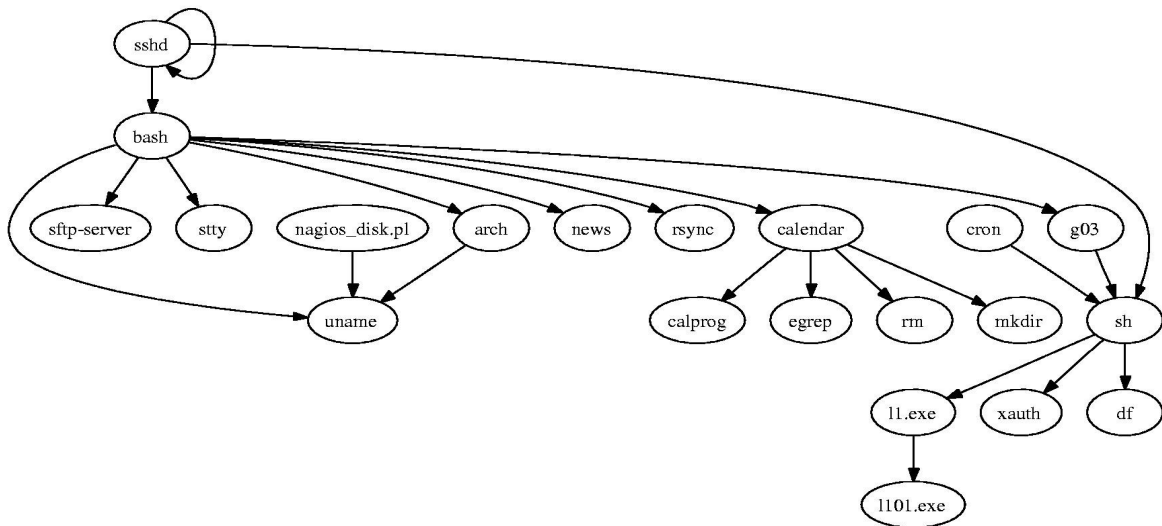 sshd
bash
sftp-server stty nagios_disk.pl arch news rsync calendar cron g03
uname calprog egrep rm mkdir sh
l1.exe xauth df
l101.exe